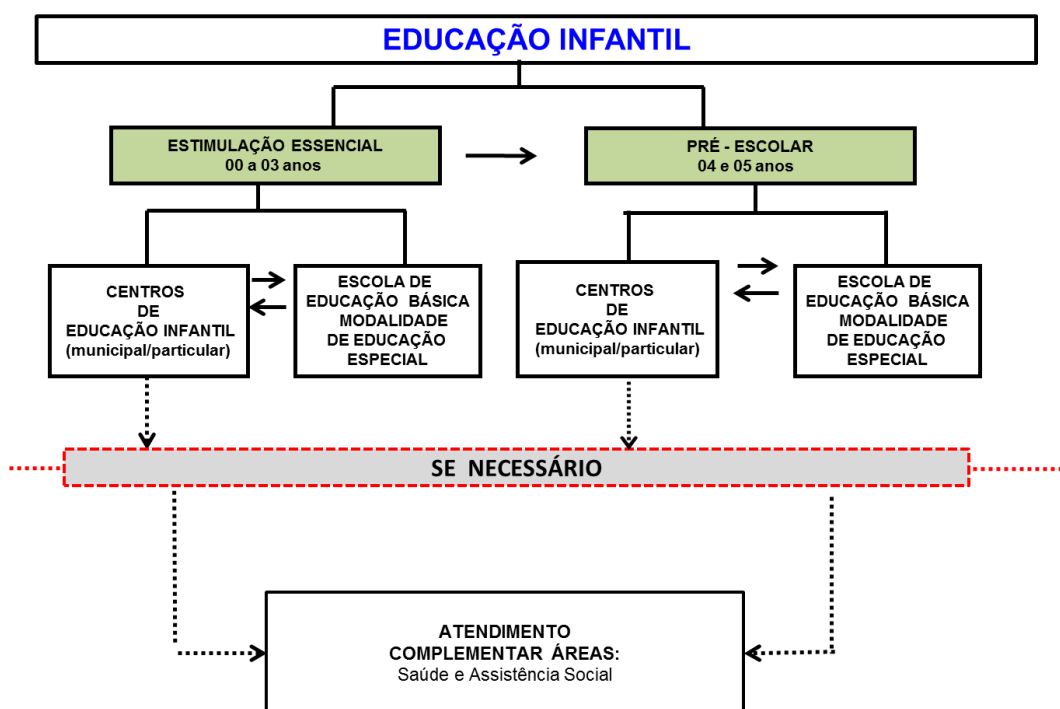 EDUCAÇÃO INFANTIL
ESTIMULAÇÃO ESSENCIAL
00 a 03 anos
PRÉ - ESCOLAR
04 e 05 anos
CENTROS
DE
EDUCAÇÃO INFANTIL
(municipal/particular)
ESCOLA DE
EDUCAÇÃO BÁSICA
MODALIDADE
DE EDUCAÇÃO
ESPECIAL
CENTROS
DE
EDUCAÇÃO INFANTIL
(municipal/particular)
ESCOLA DE
EDUCAÇÃO BÁSICA
MODALIDADE
DE EDUCAÇÃO
ESPECIAL
SE NECESSÁRIO
ATENDIMENTO
COMPLEMENTAR ÁREAS:
Saúde e Assistência Social